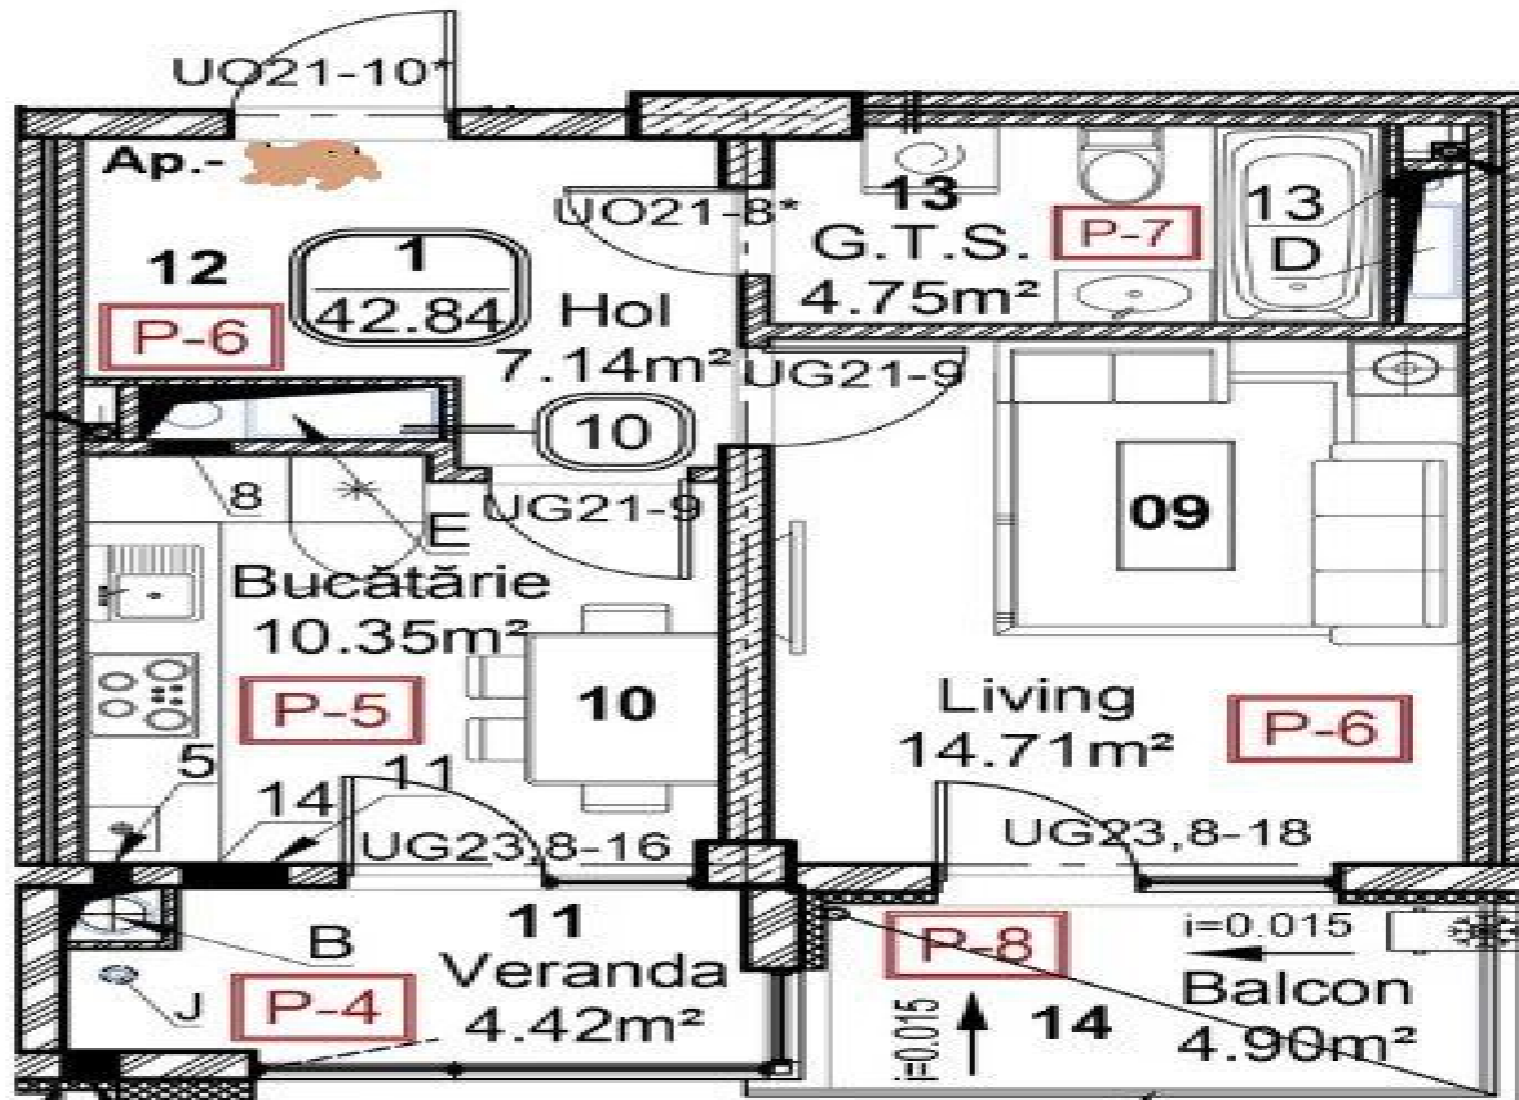 UO21-10*
Ap.-
12
1
42.84
P-6
Hol
7.14m²
UO21-8*
13
G.T.S.
4.75m²
P-7
13
D
UG21-9
10
UG21-9
8
E
Bucătărie
10.35m²
P-5
10
09
Living
14.71m²
P-6
5
14
11
UG23,8-16
UG23,8-18
11
Veranda
4.42m²
B
J
P-4
P-8
i=0.015
i=0.015
14
Balcon
4.90m²